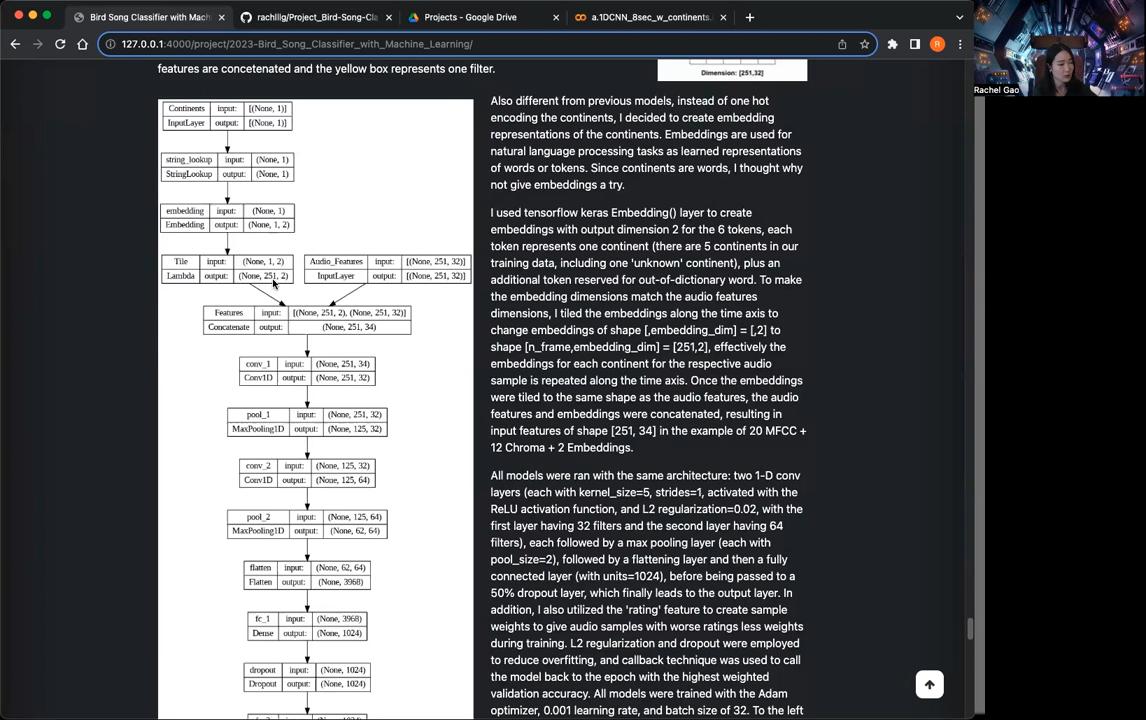 Bird Song Classifier with Mac
rachllg/Project_Bird-Song-Cla
Projects - Google Drive
a.1DCNN_8sec_w_continents.
127.0.0.1:4000/project/2023-Bird_Song_Classifier_with_Machine_Learning/
R
Rachel Gao
features are concetenated and the yellow box represents one filter.
Dimension: [251,32]
Continents input: [(None, 1)]
InputLayer output: [(None, 1)]
string_lookup input: (None, 1)
StringLookup output: (None, 1)
embedding input: (None, 1)
Embedding output: (None, 1, 2)
Tile input: (None, 1, 2)
Lambda output: (None, 251, 2)
Audio_Features input: [(None, 251, 32)]
InputLayer output: [(None, 251, 32)]
Features input: [(None, 251, 2), (None, 251, 32)]
Concatenate output: (None, 251, 34)
conv_1 input: (None, 251, 34)
Conv1D output: (None, 251, 32)
pool_1 input: (None, 251, 32)
MaxPooling1D output: (None, 125, 32)
conv_2 input: (None, 125, 32)
Conv1D output: (None, 125, 64)
pool_2 input: (None, 125, 64)
MaxPooling1D output: (None, 62, 64)
flatten input: (None, 62, 64)
Flatten output: (None, 3968)
fc_1 input: (None, 3968)
Dense output: (None, 1024)
dropout input: (None, 1024)
Dropout output: (None, 1024)
Also different from previous models, instead of one hot
encoding the continents, I decided to create embedding
representations of the continents. Embeddings are used for
natural language processing tasks as learned representations
of words or tokens. Since continents are words, I thought why
not give embeddings a try.
I used tensorflow keras Embedding() layer to create
embeddings with output dimension 2 for the 6 tokens, each
token represents one continent (there are 5 continents in our
training data, including one 'unknown' continent), plus an
additional token reserved for out-of-dictionary word. To make
the embedding dimensions match the audio features
dimensions, I tiled the embeddings along the time axis to
change embeddings of shape [,embedding_dim] = [,2] to
shape [n_frame,embedding_dim] = [251,2], effectively the
embeddings for each continent for the respective audio
sample is repeated along the time axis. Once the embeddings
were tiled to the same shape as the audio features, the audio
features and embeddings were concatenated, resulting in
input features of shape [251, 34] in the example of 20 MFCC +
12 Chroma + 2 Embeddings.
All models were ran with the same architecture: two 1-D conv
layers (each with kernel_size=5, strides=1, activated with the
ReLU activation function, and L2 regularization=0.02, with the
first layer having 32 filters and the second layer having 64
filters), each followed by a max pooling layer (each with
pool_size=2), followed by a flattening layer and then a fully
connected layer (with units=1024), before being passed to a
50% dropout layer, which finally leads to the output layer. In
addition, I also utilized the 'rating' feature to create sample
weights to give audio samples with worse ratings less weights
during training. L2 regularization and dropout were employed
to reduce overfitting, and callback technique was used to call
the model back to the epoch with the highest weighted
validation accuracy. All models were trained with the Adam
optimizer, 0.001 learning rate, and batch size of 32. To the left